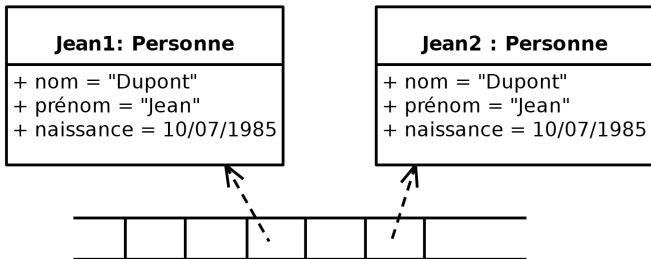 Jean1: Personne
+ nom = "Dupont"
+ prénom = "Jean"
+ naissance = 10/07/1985
Jean2 : Personne
+ nom = "Dupont"
+ prénom = "Jean"
+ naissance = 10/07/1985